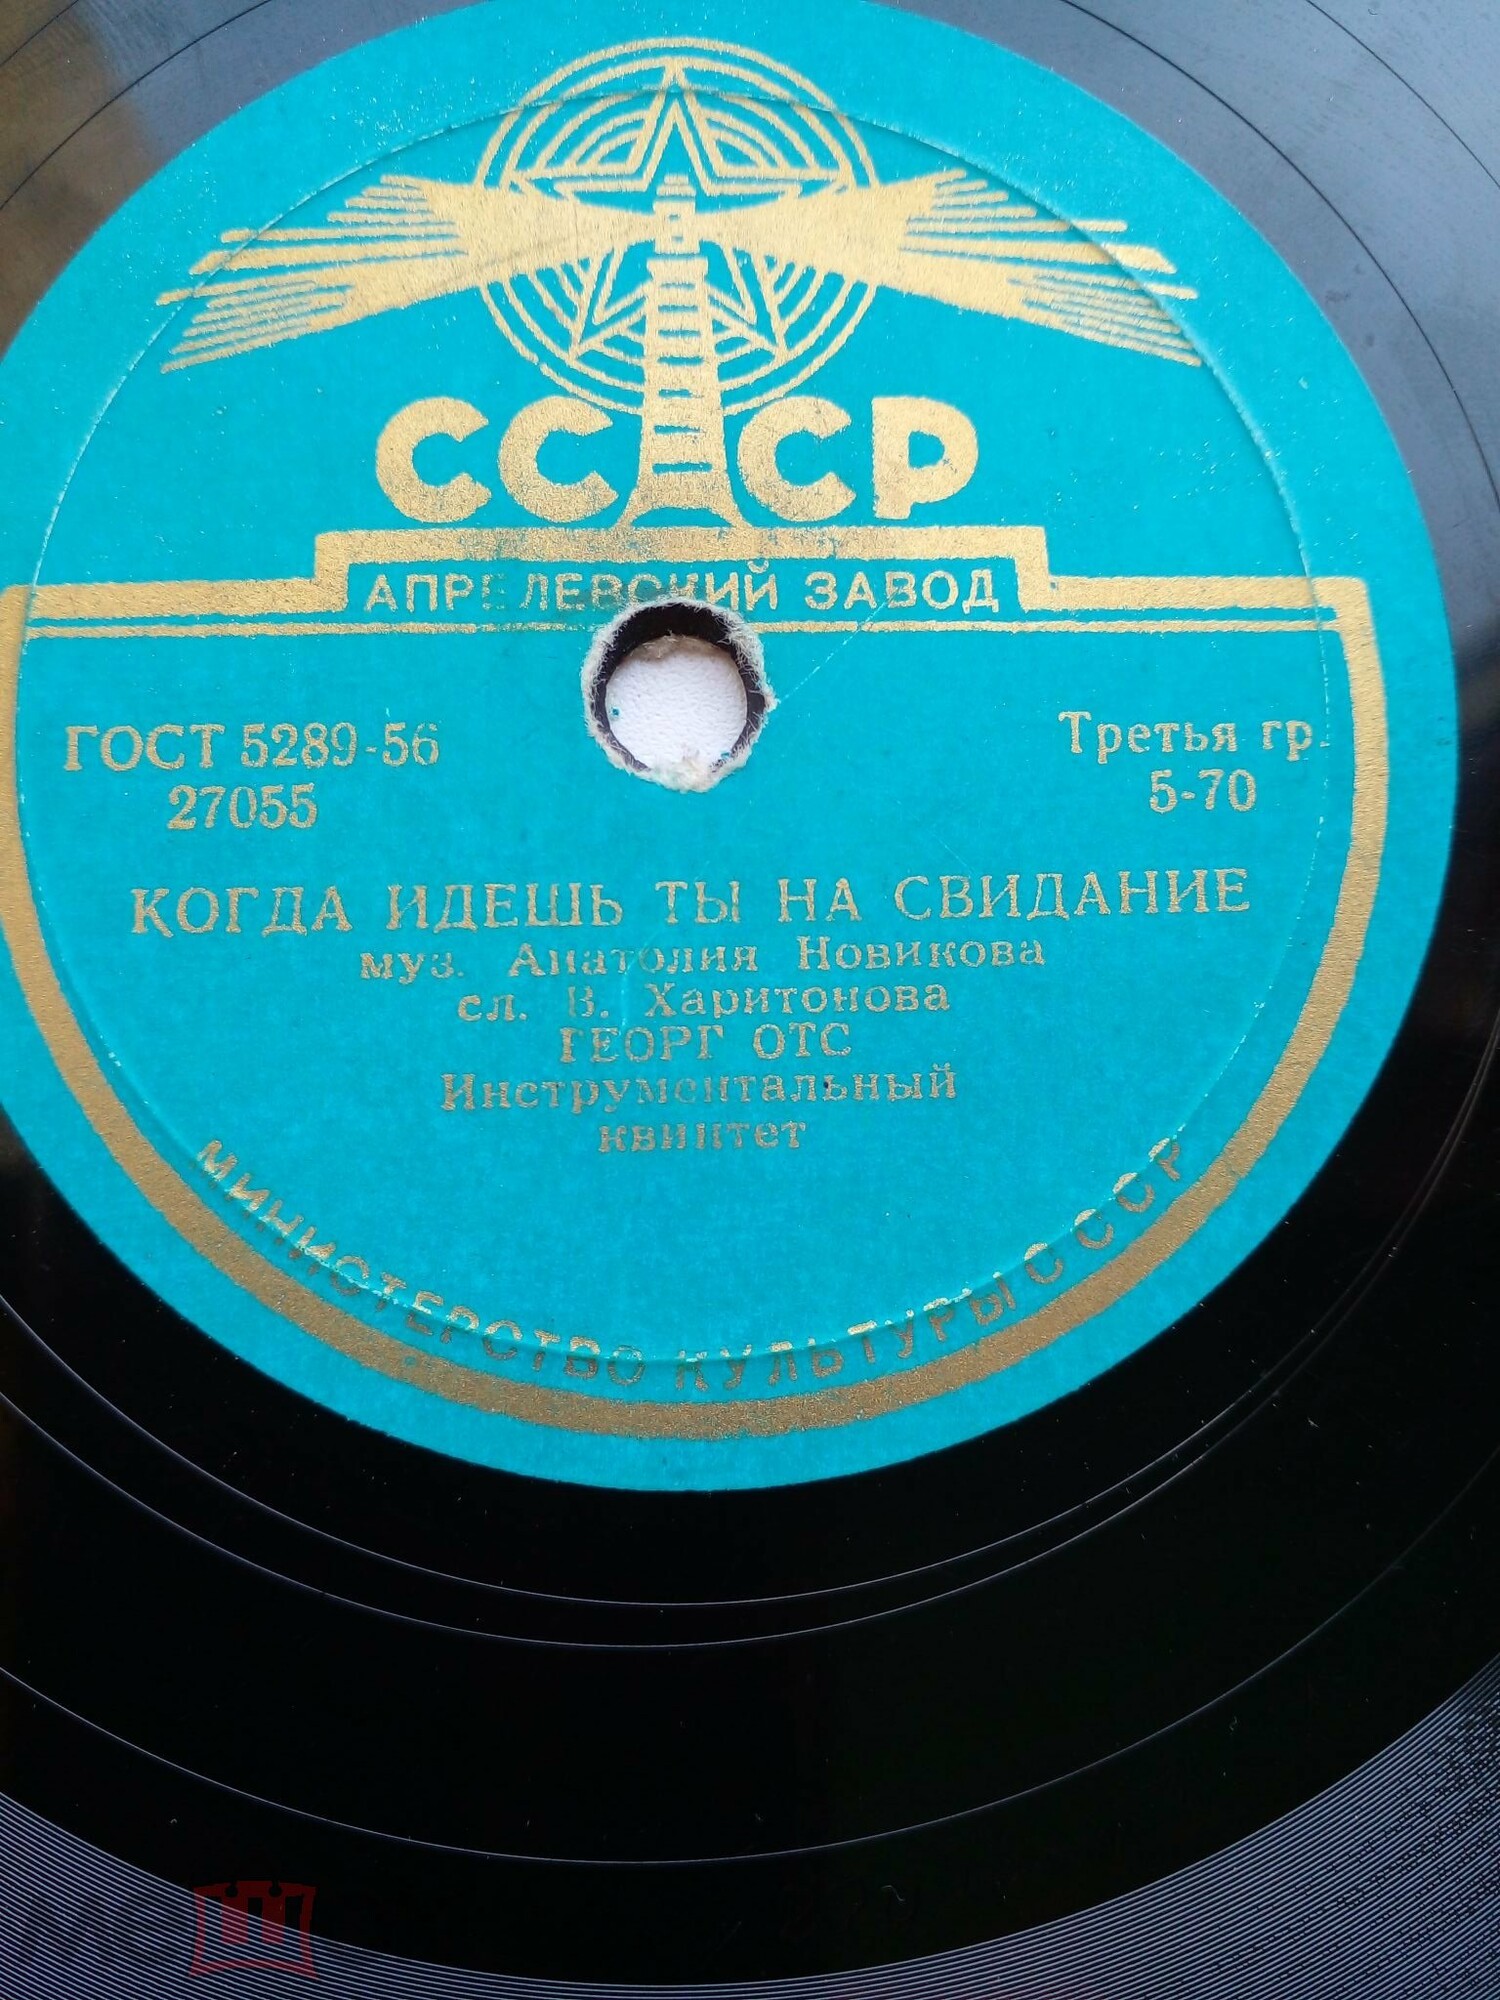 СССР
АПРЕЛЕВСКИЙ ЗАВОД
ГОСТ 5289-56
27055
Третья гр.
5-70
КОГДА ИДЕШЬ ТЫ НА СВИДАНИЕ
муз. Анатолия Новикова
сл. В. Харитонова
ГЕОРГ ОТС
Инструментальный
квинтет
МИНИСТЕРСТВО КУЛЬТУРЫ СССР